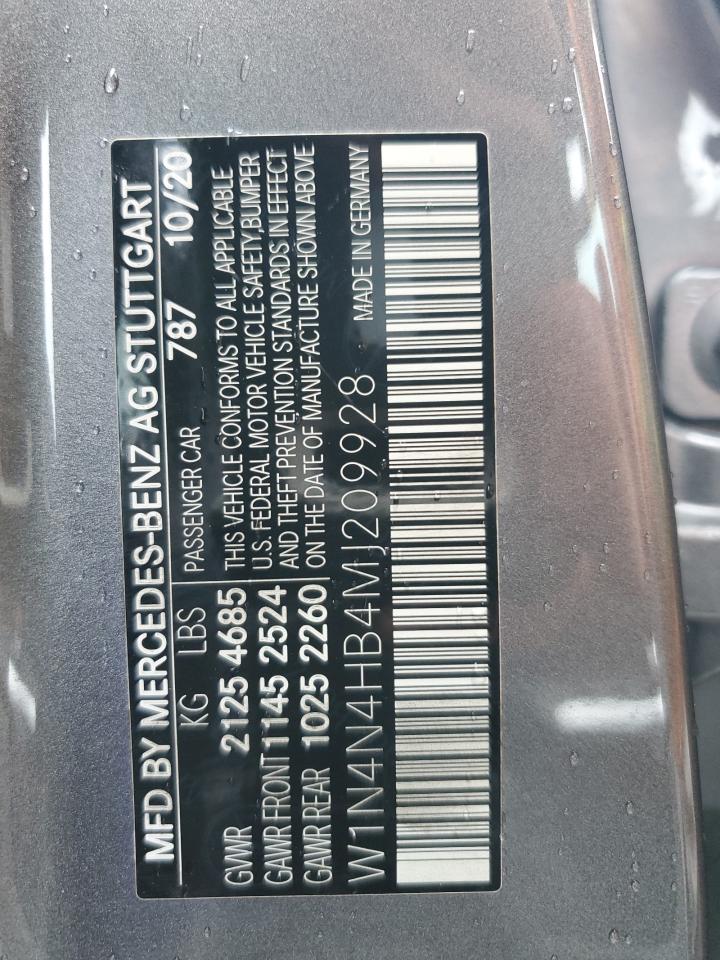 MFD BY MERCEDES-BENZ AG STUTTGART
KG LBS PASSENGER CAR 787 10/20
GWWR 2125 4685 THIS VEHICLE CONFORMS TO ALL APPLICABLE
GAWR FRONT 1145 2524 U.S. FEDERAL MOTOR VEHICLE SAFETY,BUMPER
GAWR REAR 1025 2260 AND THEFT PREVENTION STANDARDS IN EFFECT
ON THE DATE OF MANUFACTURE SHOWN ABOVE
W1N4N4HB4MJ209928 MADE IN GERMANY